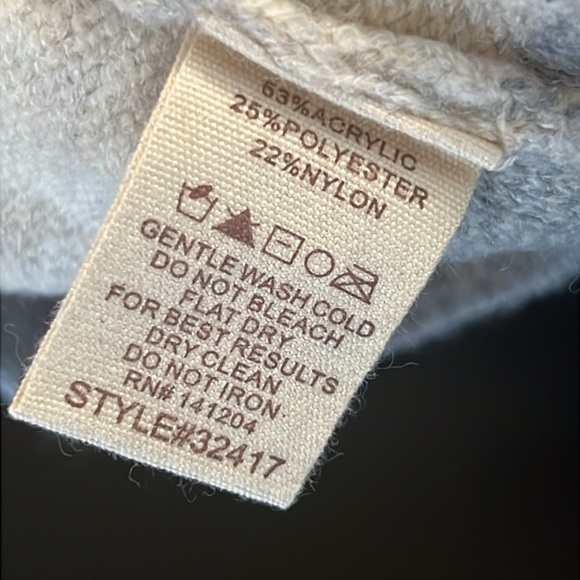 53%ACRYLIC
25%POLYESTER
22%NYLON
GENTLE WASH COLD
DO NOT BLEACH
FLAT DRY
FOR BEST RESULTS
DRY CLEAN
DO NOT IRON
RN# 141204
STYLE#32417